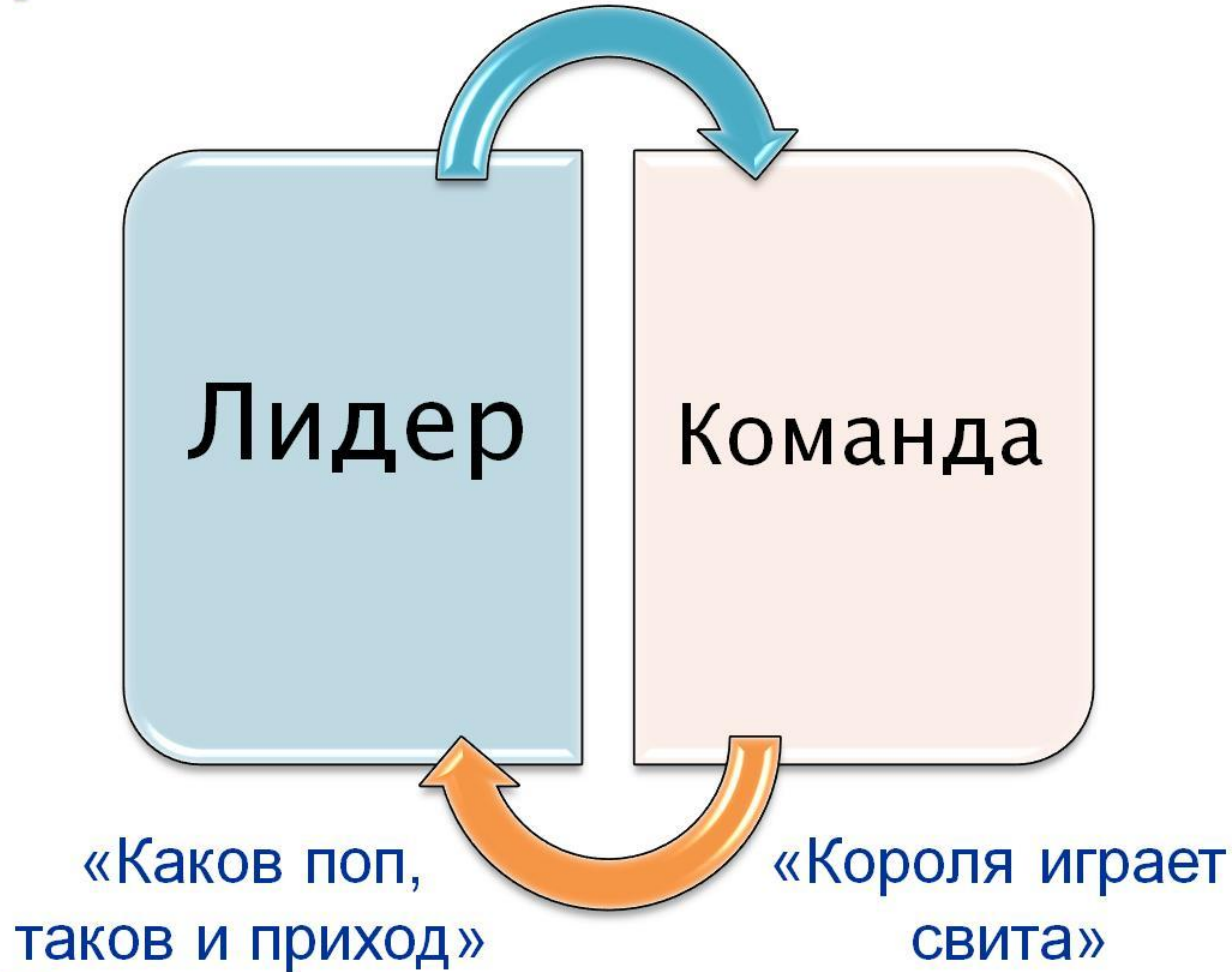 Лидер
Команда
«Каков поп,
таков и приход»
«Короля играет
свита»